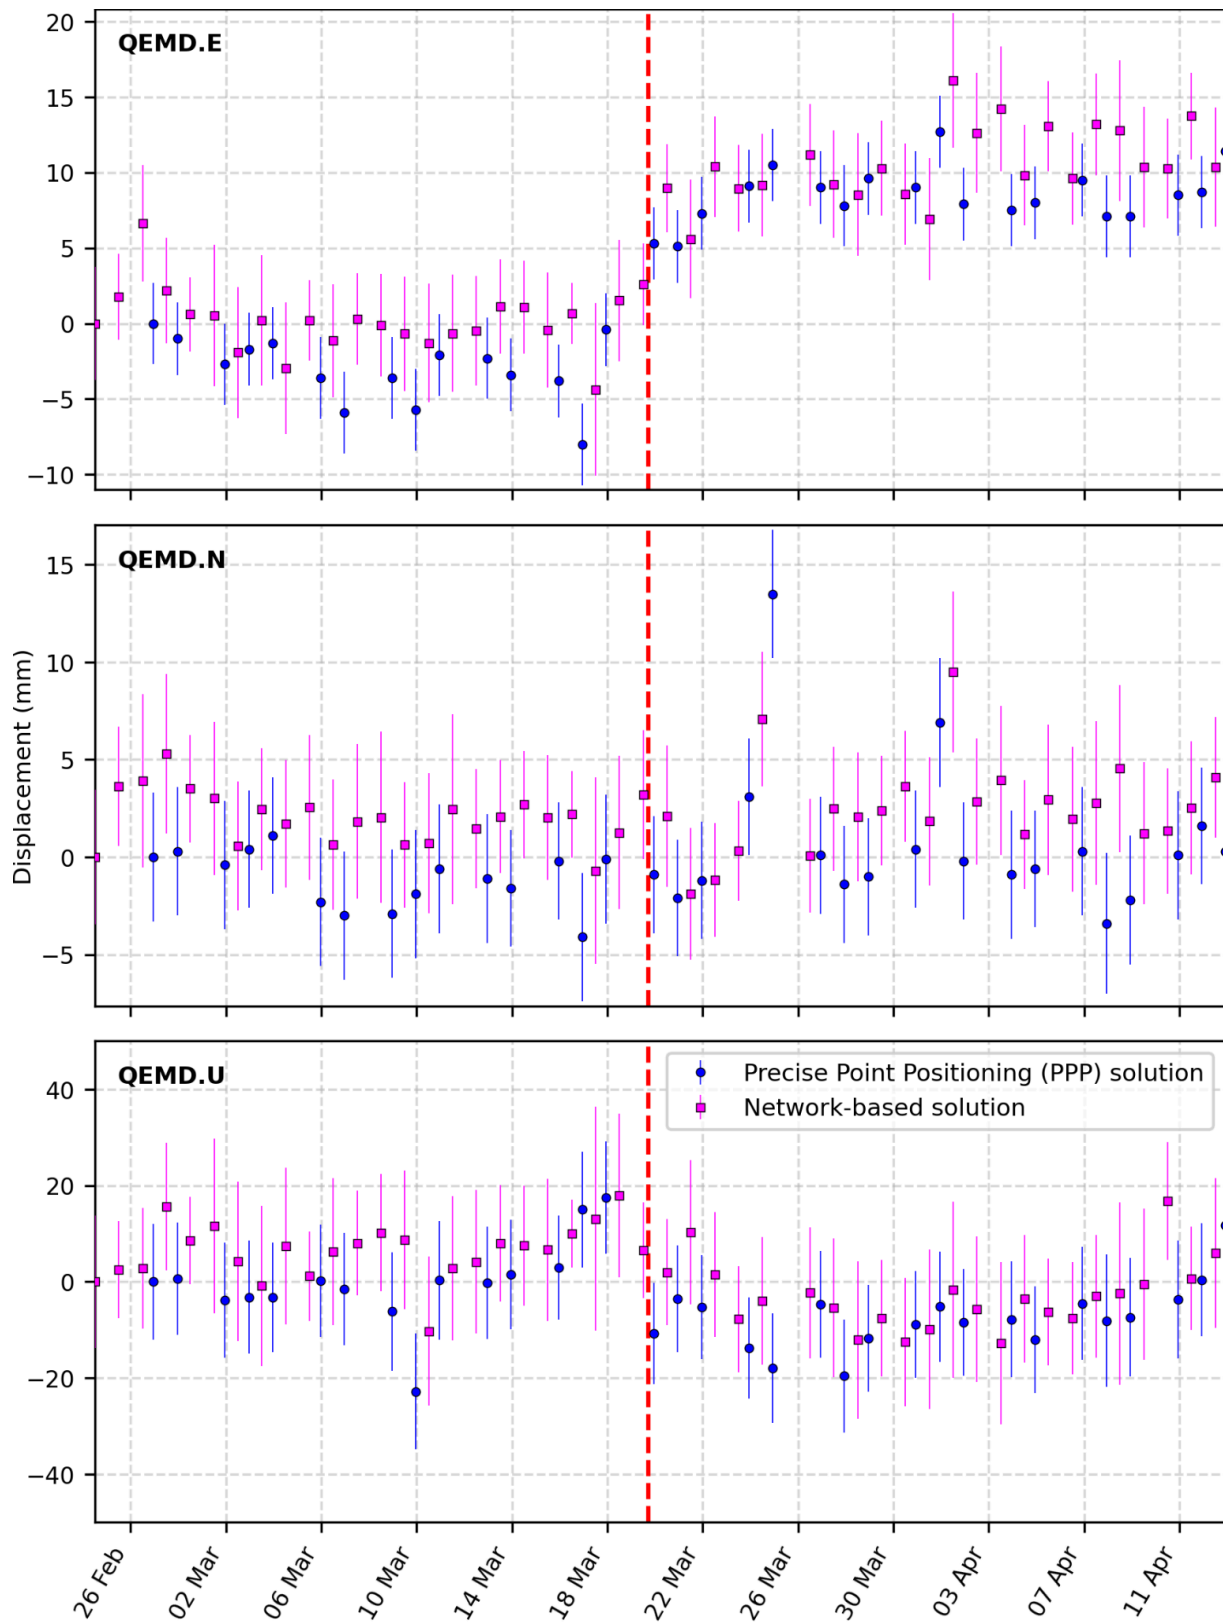 QEMD.E
20
15
10
5
0
−5
−10
QEMD.N
15
10
5
0
−5
Displacement (mm)
QEMD.U
Precise Point Positioning (PPP) solution
Network-based solution
40
20
0
−20
−40
26 Feb
02 Mar
06 Mar
10 Mar
14 Mar
18 Mar
22 Mar
26 Mar
30 Mar
03 Apr
07 Apr
11 Apr